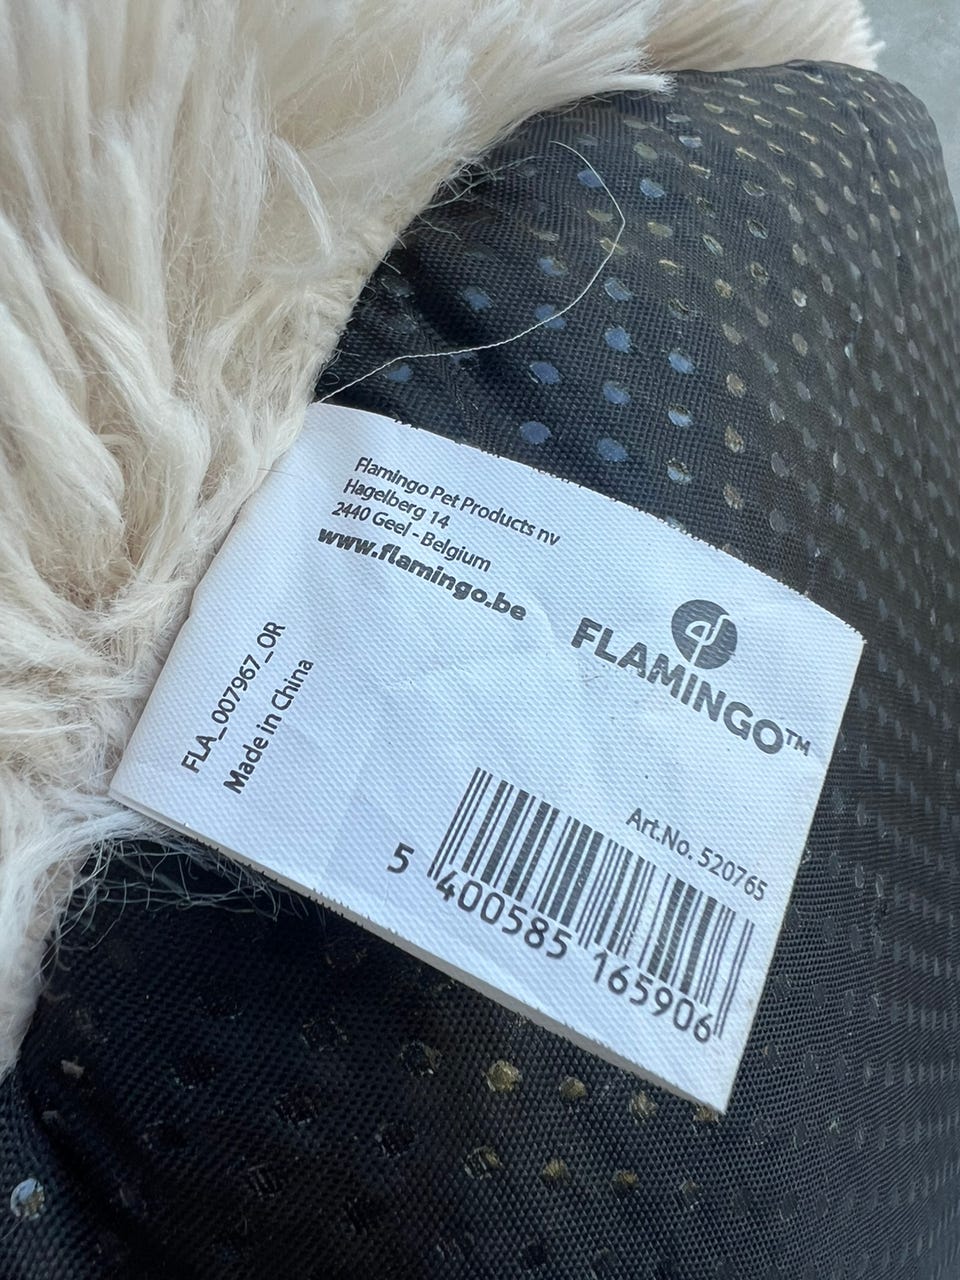 Flamingo Pet Products nv
Hagelberg 14
2440 Geel - Belgium
www.flamingo.be
FLAMINGO™
FLA_007967_OR
Made in China
Art.No. 520765
5 400585 165906